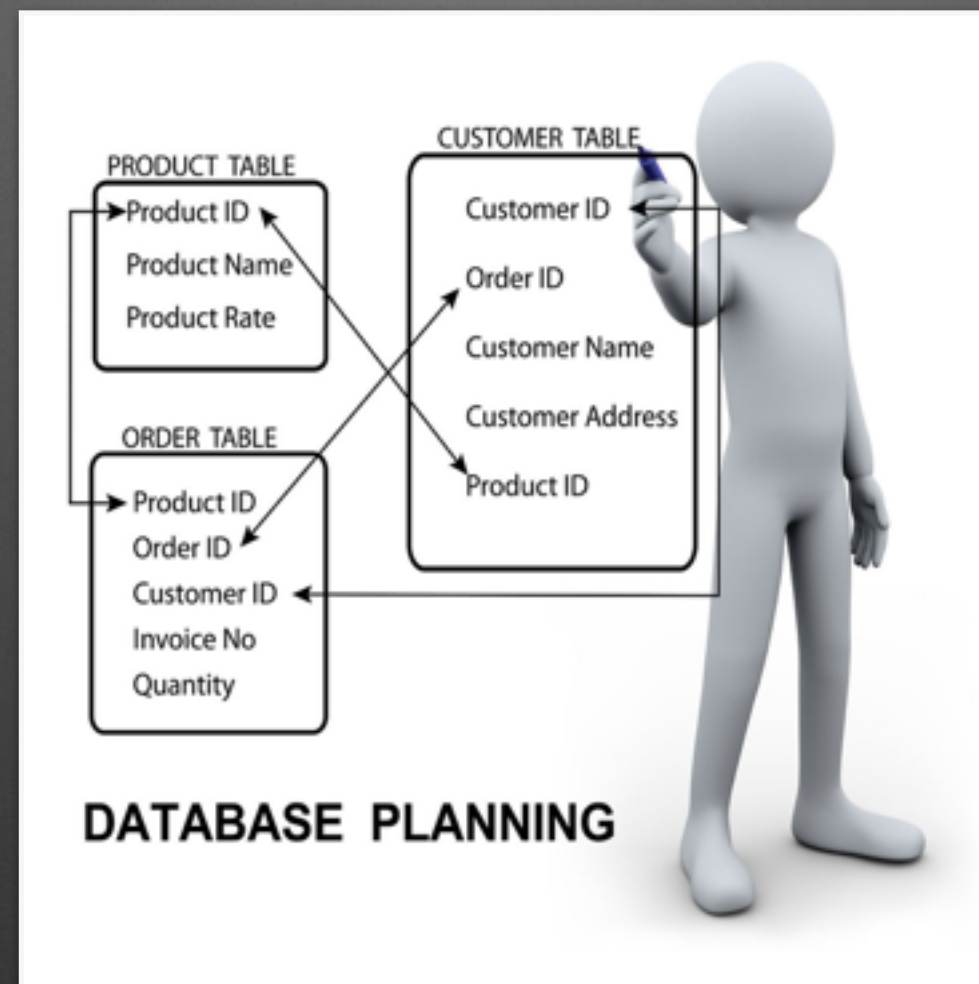 PRODUCT TABLE
Product ID
Product Name
Product Rate
CUSTOMER TABLE
Customer ID
Order ID
Customer Name
Customer Address
Product ID
ORDER TABLE
Product ID
Order ID
Customer ID
Invoice No
Quantity
DATABASE PLANNING